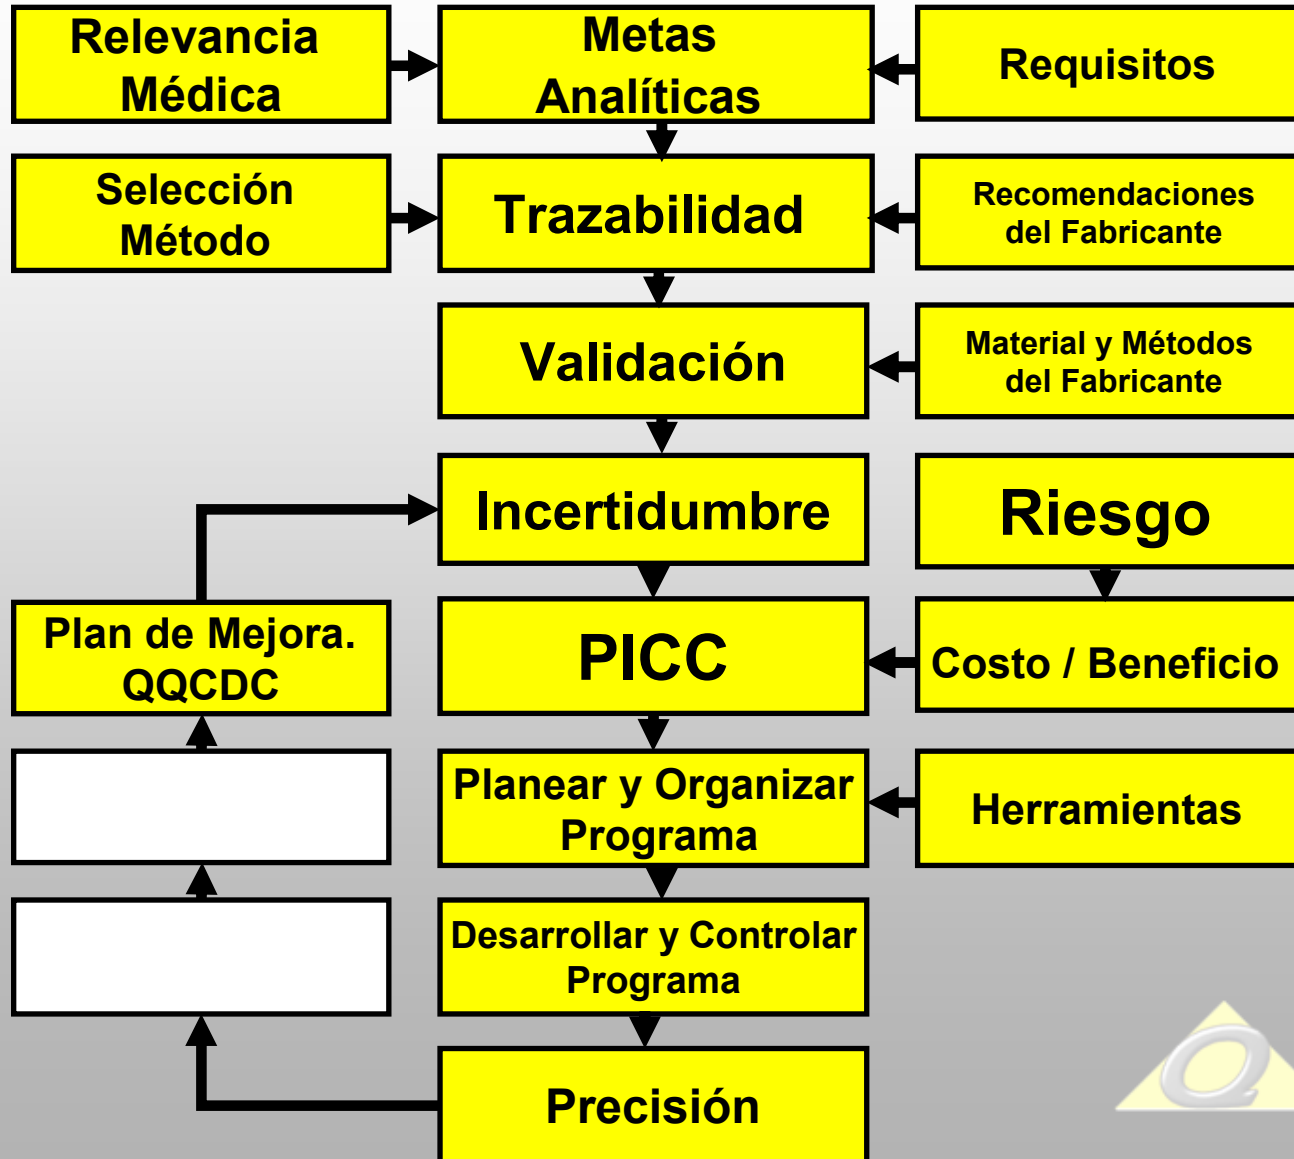 Relevancia
Médica
Metas
Analíticas
Requisitos
Selección
Método
Trazabilidad
Recomendaciones
del Fabricante
Validación
Material y Métodos
del Fabricante
Incertidumbre
Riesgo
Plan de Mejora.
QQCDC
PICC
Costo / Beneficio
Planear y Organizar
Programa
Herramientas
Desarrollar y Controlar
Programa
Precisión
Q